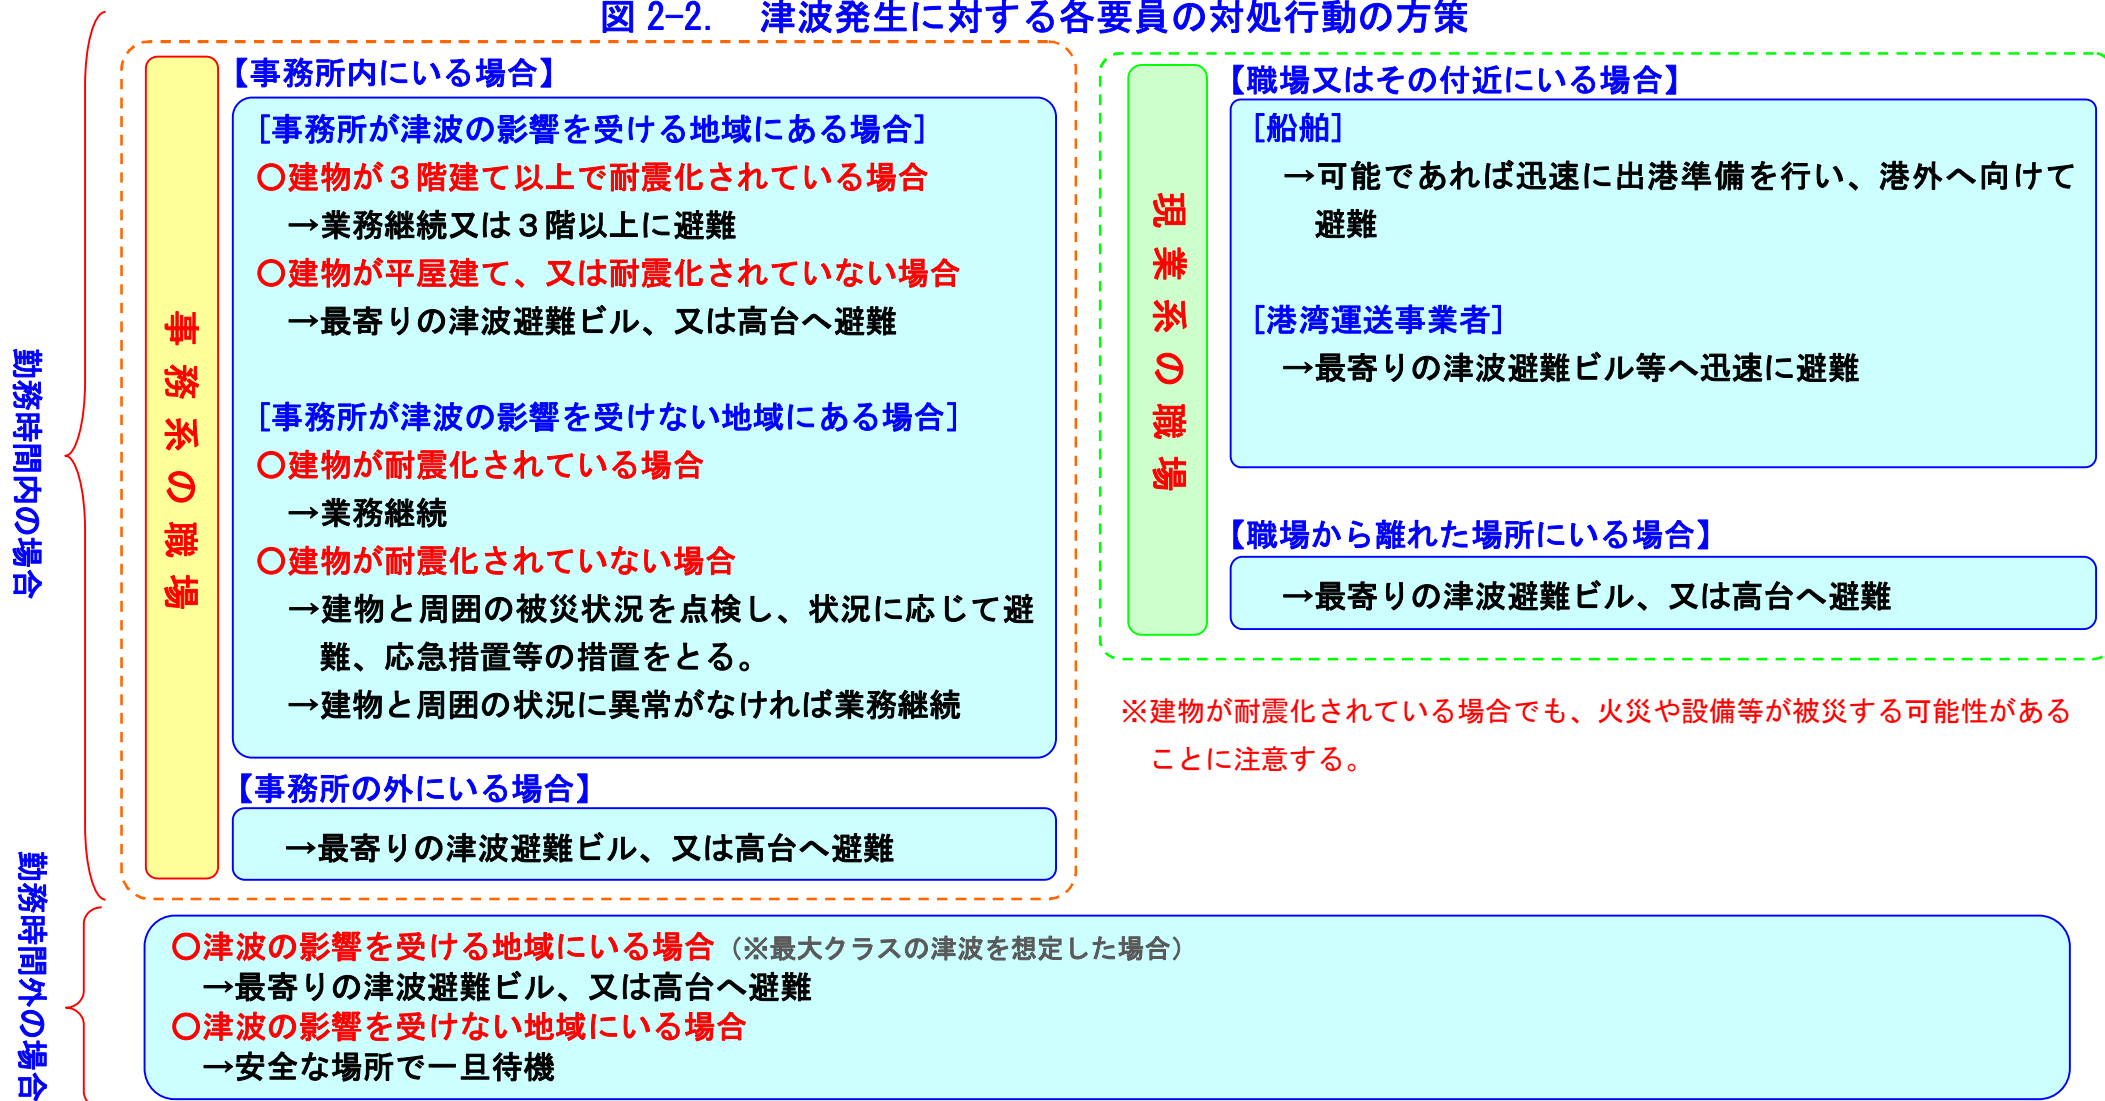 図 2-2.　津波発生に対する各要員の対処行動の方策
勤務時間内の場合
事務系の職場
【事務所内にいる場合】
[事務所が津波の影響を受ける地域にある場合]
〇建物が３階建て以上で耐震化されている場合
→業務継続又は３階以上に避難
〇建物が平屋建て、又は耐震化されていない場合
→最寄りの津波避難ビル、又は高台へ避難
[事務所が津波の影響を受けない地域にある場合]
〇建物が耐震化されている場合
→業務継続
〇建物が耐震化されていない場合
→建物と周囲の被災状況を点検し、状況に応じて避
難、応急措置等の措置をとる。
→建物と周囲の状況に異常がなければ業務継続
【事務所の外にいる場合】
→最寄りの津波避難ビル、又は高台へ避難
現業系の職場
【職場又はその付近にいる場合】
[船舶]
→可能であれば迅速に出港準備を行い、港外へ向けて
避難
[港湾運送事業者]
→最寄りの津波避難ビル等へ迅速に避難
【職場から離れた場所にいる場合】
→最寄りの津波避難ビル、又は高台へ避難
※建物が耐震化されている場合でも、火災や設備等が被災する可能性がある
ことに注意する。
勤務時間外の場合
〇津波の影響を受ける地域にいる場合（※最大クラスの津波を想定した場合）
→最寄りの津波避難ビル、又は高台へ避難
〇津波の影響を受けない地域にいる場合
→安全な場所で一旦待機